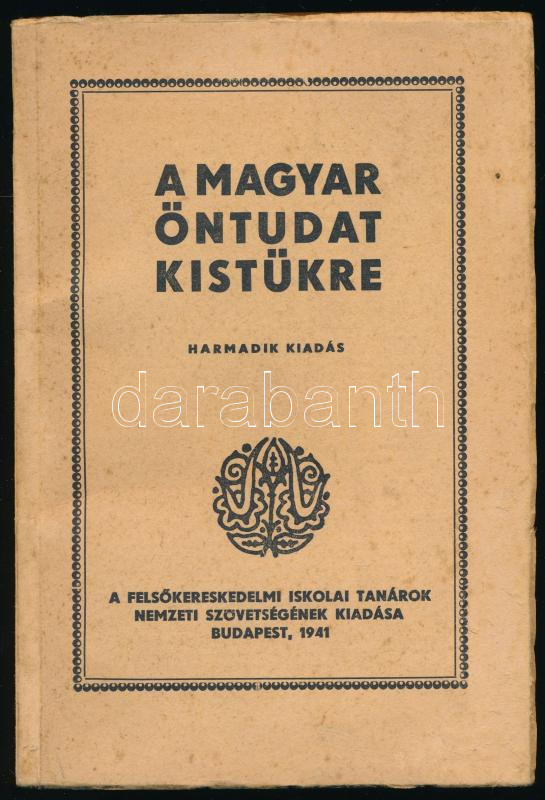 A MAGYAR
ÖNTUDAT
KISTÜKRE
HARMADIK KIADÁS
darabanth
A FELSŐKERESKEDELMI ISKOLAI TANÁROK
NEMZETI SZÖVETSÉGÉNEK KIADÁSA
BUDAPEST, 1941